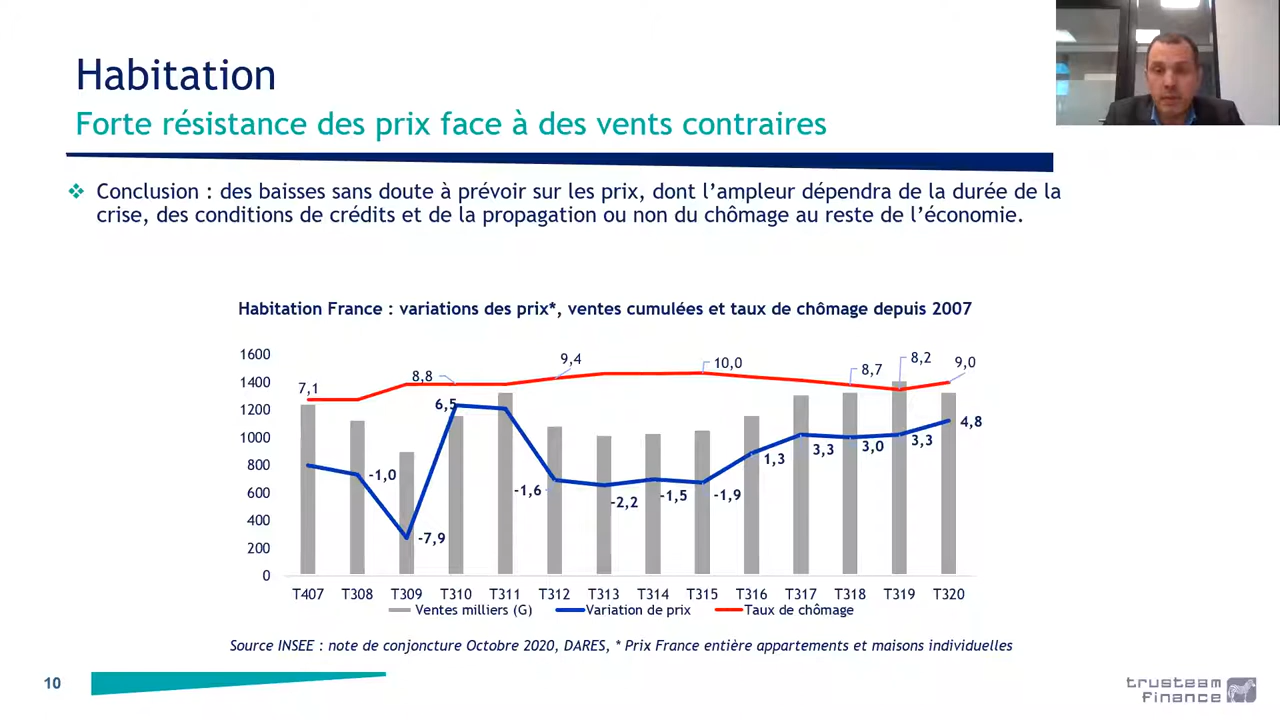 Habitation
Forte résistance des prix face à des vents contraires
❖ Conclusion : des baisses sans doute à prévoir sur les prix, dont l’ampleur dépendra de la durée de la
crise, des conditions de crédits et de la propagation ou non du chômage au reste de l’économie.
Habitation France : variations des prix*, ventes cumulées et taux de chômage depuis 2007
1600
1400
1200
1000
800
600
400
200
0
7,1
8,8
9,4
10,0
8,7
8,2
9,0
-1,0
-7,9
6,5
-1,6
-2,2
-1,5
-1,9
1,3
3,3
3,0
3,3
4,8
T407 T308 T309 T310 T311 T312 T313 T314 T315 T316 T317 T318 T319 T320
Ventes milliers (G) Variation de prix Taux de chômage
Source INSEE : note de conjoncture Octobre 2020, DARES, * Prix France entière appartements et maisons individuelles
10
trusteam
finance